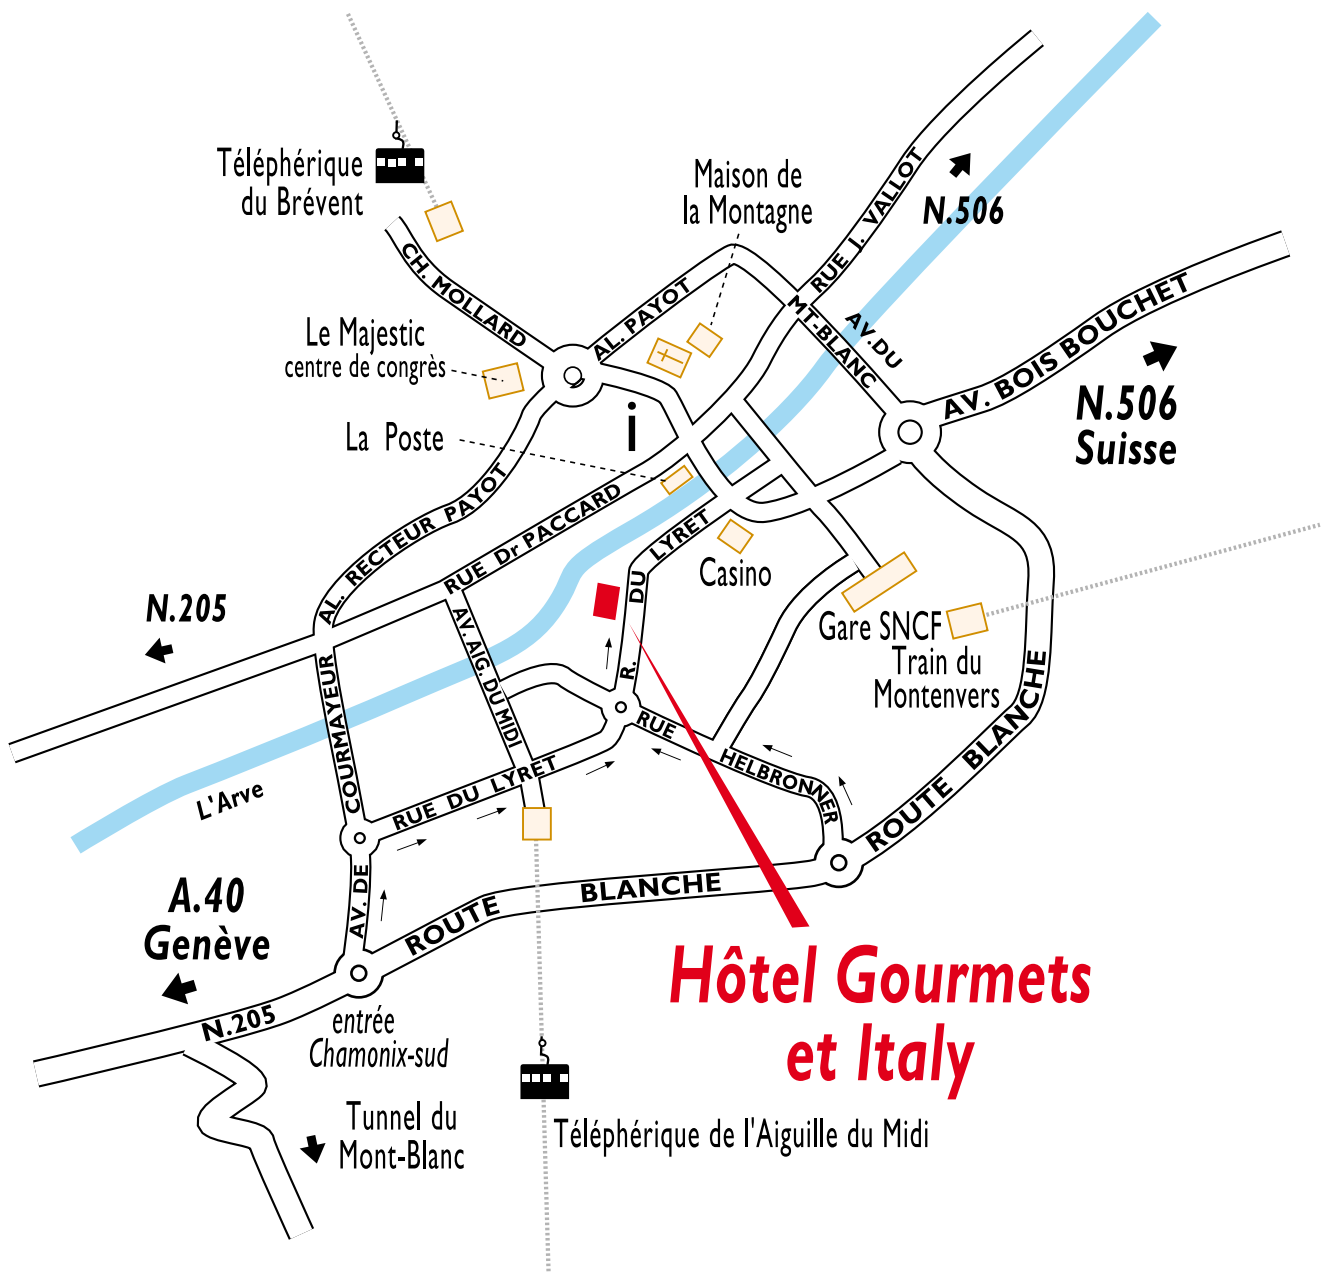 Téléphérique
du Brévent
Maison de
la Montagne
N.506
RUE J. VALLOT
CH. MOLLARD
AL. PAYOT
MT-BLANC
AV. DU
AV. BOIS BOUCHET
N.506
Suisse
Le Majestic
centre de congrès
i
La Poste
AL. RECTEUR PAYOT
RUE Dr PACCARD
R. DU LYRET
Casino
Gare SNCF
Train du
Montenvers
N.205
AV. AIG. DU MIDI
COURMAYEUR
AV. DE
RUE DU LYRET
RUE HELBRONNER
ROUTE BLANCHE
L'Arve
A.40
Genève
ROUTE BLANCHE
N.205
entrée
Chamonix-sud
Hôtel Gourmets
et Italy
Tunnel du
Mont-Blanc
Téléphérique de l'Aiguille du Midi